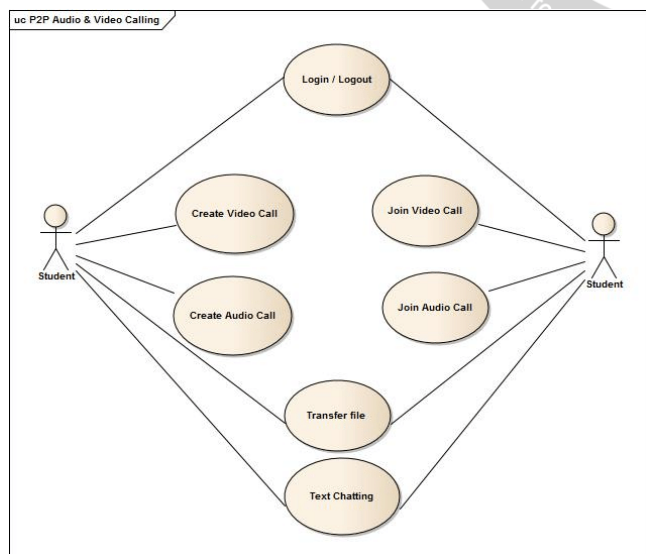 uc P2P Audio & Video Calling
Login / Logout
Create Video Call
Join Video Call
Student
Student
Create Audio Call
Join Audio Call
Transfer file
Text Chatting